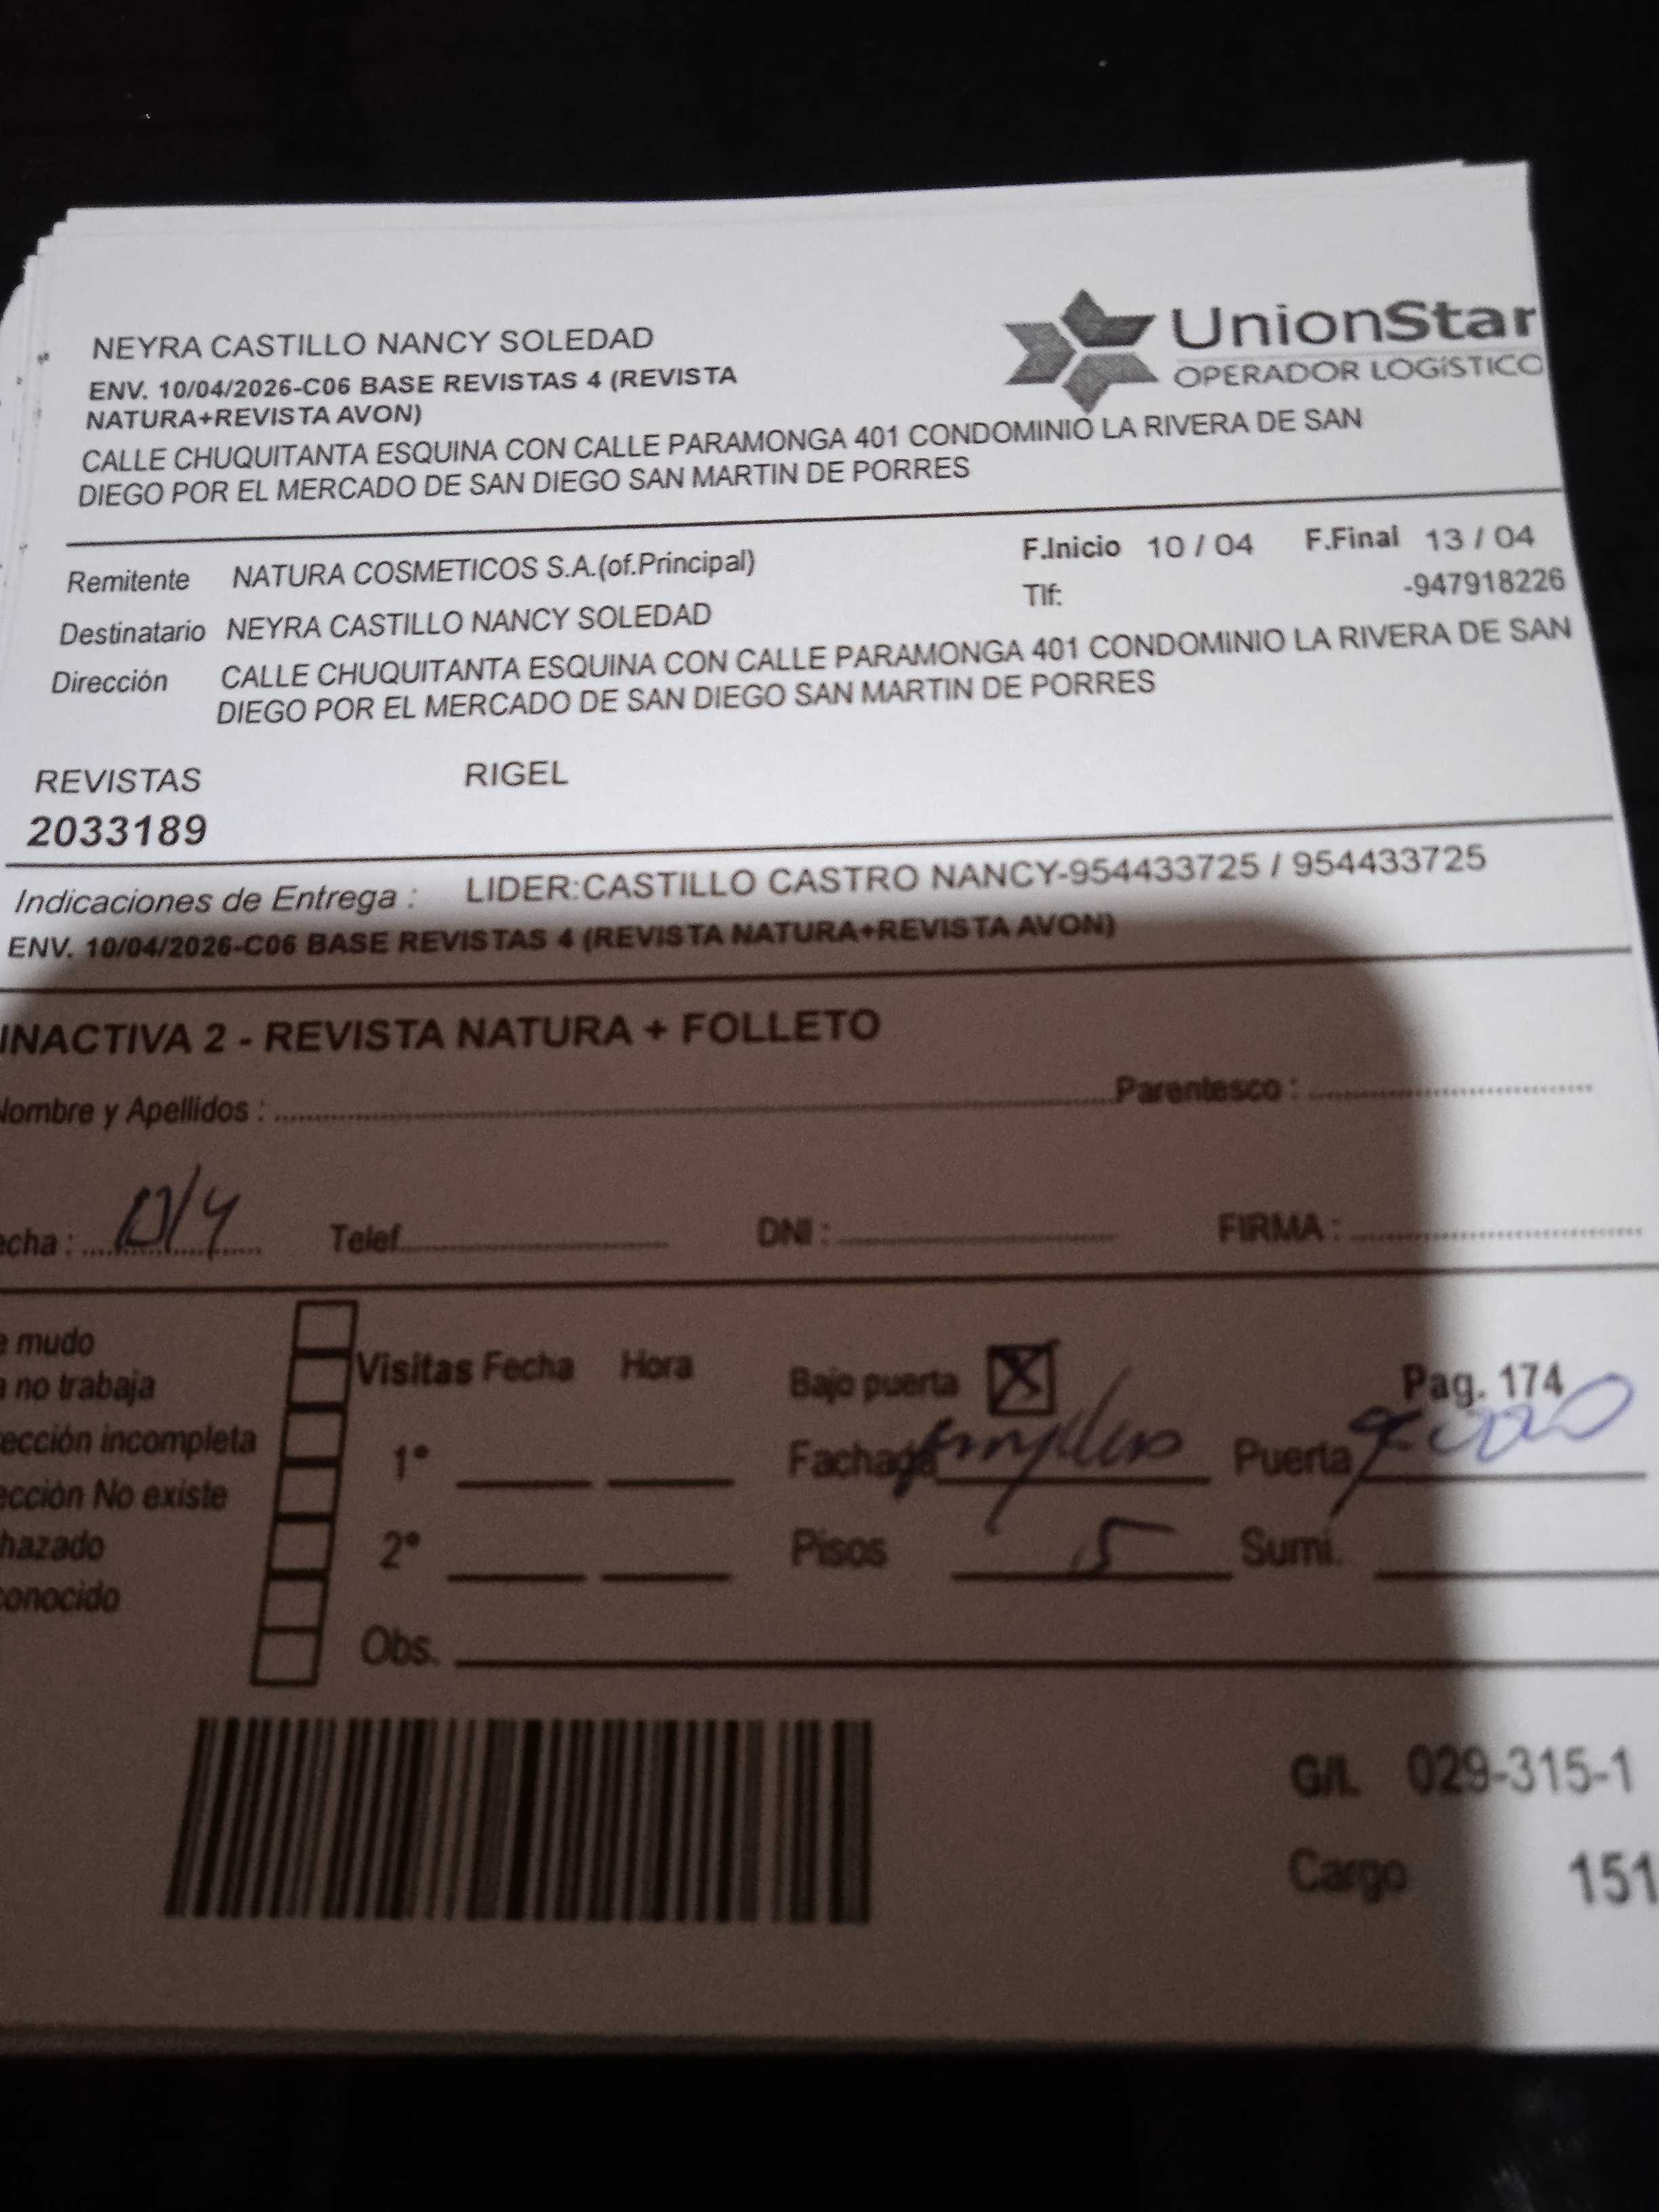 NEYRA CASTILLO NANCY SOLEDAD
ENV. 10/04/2026-C06 BASE REVISTAS 4 (REVISTA
NATURA+REVISTA AVON)
CALLE CHUQUITANTA ESQUINA CON CALLE PARAMONGA 401 CONDOMINIO LA RIVERA DE SAN
DIEGO POR EL MERCADO DE SAN DIEGO SAN MARTIN DE PORRES
UnionStar
OPERADOR LOGÍSTICO
Remitente NATURA COSMETICOS S.A.(of.Principal) F.Inicio 10 / 04 F.Final 13 / 04
Tlf: -947918226
Destinatario NEYRA CASTILLO NANCY SOLEDAD
Dirección CALLE CHUQUITANTA ESQUINA CON CALLE PARAMONGA 401 CONDOMINIO LA RIVERA DE SAN
DIEGO POR EL MERCADO DE SAN DIEGO SAN MARTIN DE PORRES
REVISTAS RIGEL
2033189
Indicaciones de Entrega : LIDER:CASTILLO CASTRO NANCY-954433725 / 954433725
ENV. 10/04/2026-C06 BASE REVISTAS 4 (REVISTA NATURA+REVISTA AVON)
INACTIVA 2 - REVISTA NATURA + FOLLETO
Nombre y Apellidos : Parentesco :
echa : Telef. DNI : FIRMA :
e mudo
a no trabaja
ección incompleta
ección No existe
hazado
conocido
Visitas Fecha Hora
1°
2°
Obs.
Bajo puerta X Pag. 174
Fachada Puerta
Pisos 5 Sumi.
G/L 029-315-1
Cargo 151